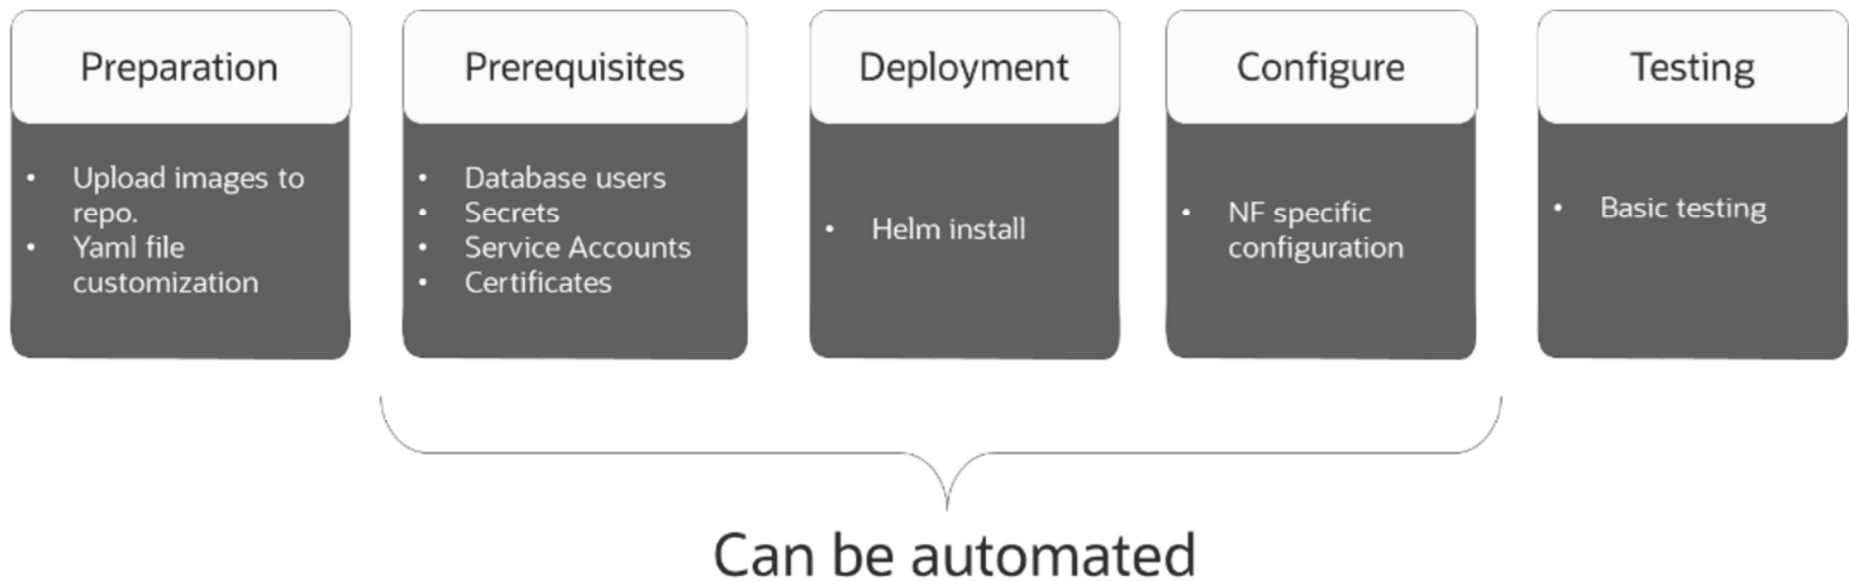 Preparation
• Upload images to
repo.
• Yaml file
customization
Prerequisites
• Database users
• Secrets
• Service Accounts
• Certificates
Deployment
• Helm install
Configure
• NF specific
configuration
Testing
• Basic testing
Can be automated